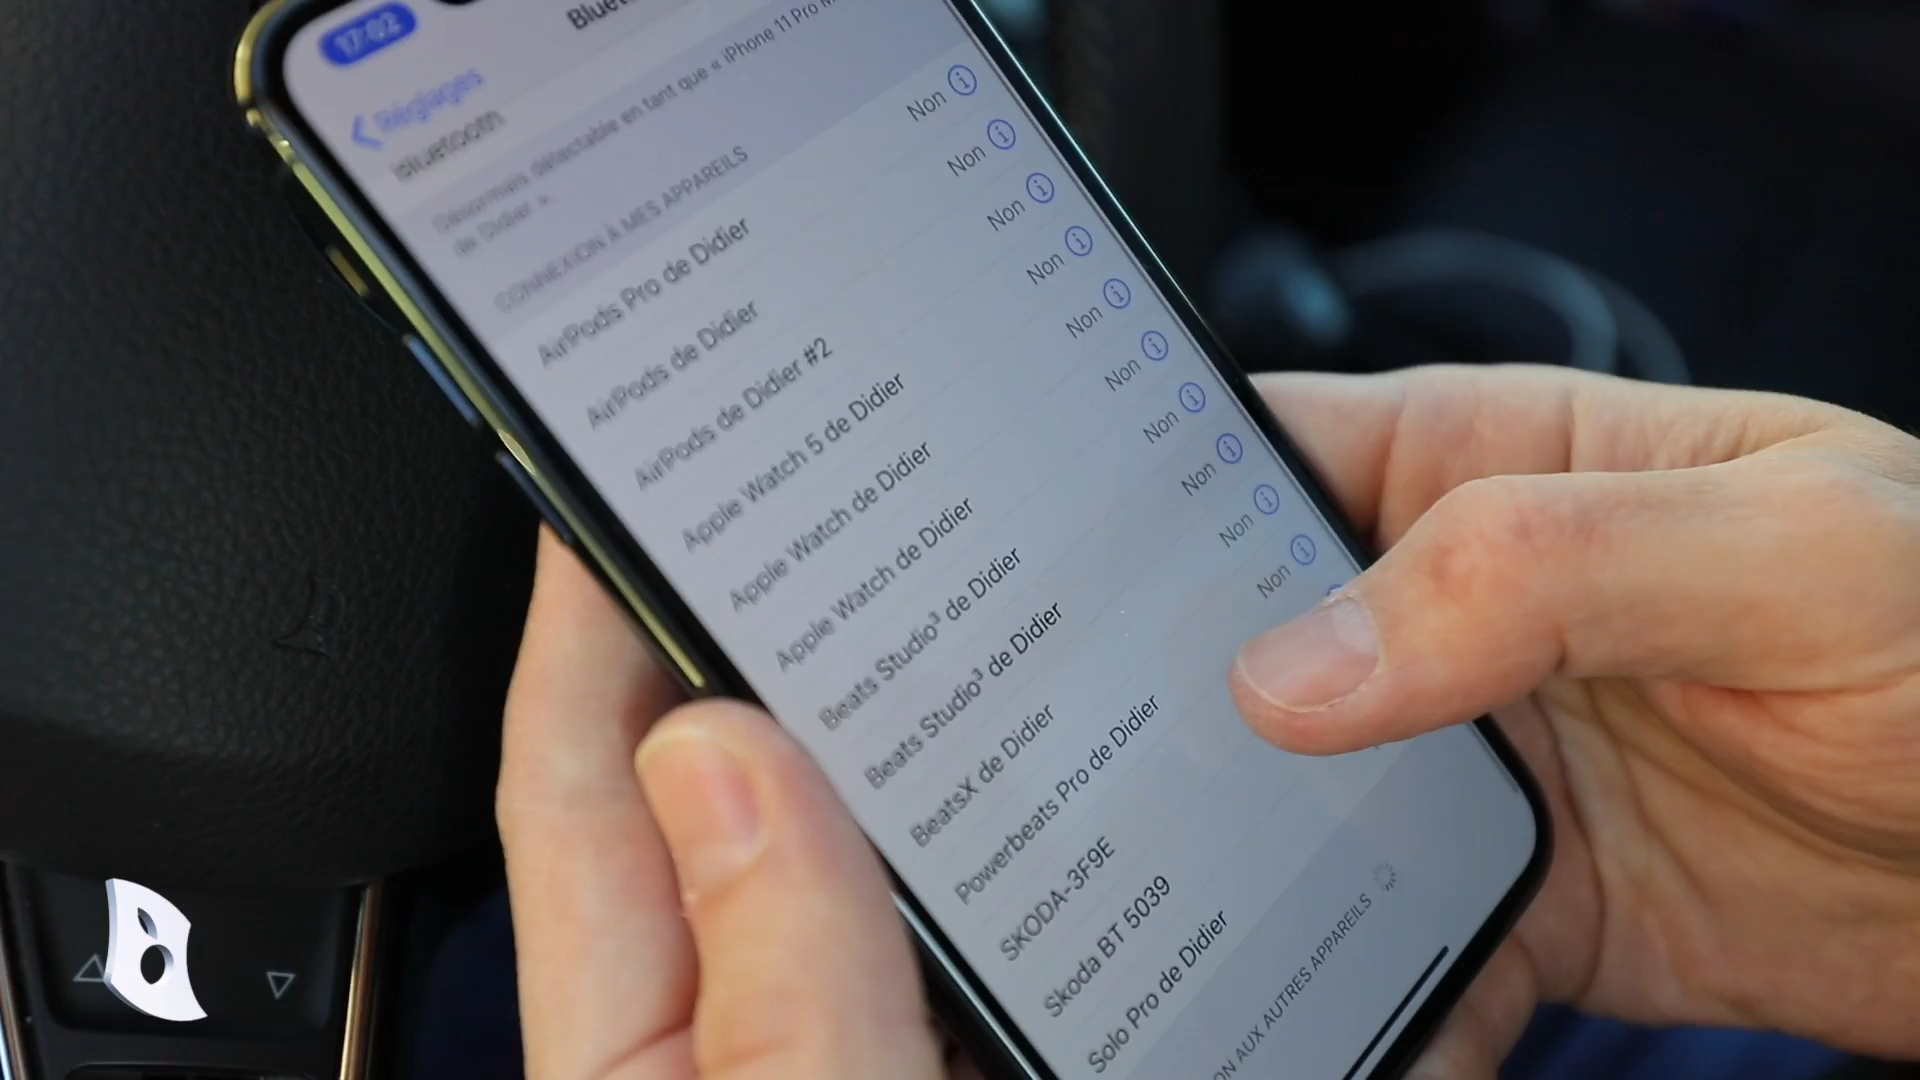 17:02
Bluet
Réglages
Bluetooth
Désormais détectable en tant que « iPhone 11 Pro M
de Didier ».
CONNEXION À MES APPAREILS
AirPods Pro de Didier Non
AirPods de Didier Non
AirPods de Didier #2 Non
Apple Watch 5 de Didier Non
Apple Watch de Didier Non
Apple Watch de Didier Non
Beats Studio³ de Didier Non
Beats Studio³ de Didier Non
BeatsX de Didier Non
Powerbeats Pro de Didier Non
SKODA-3F9E
Skoda BT 5039
Solo Pro de Didier
ON AUX AUTRES APPAREILS